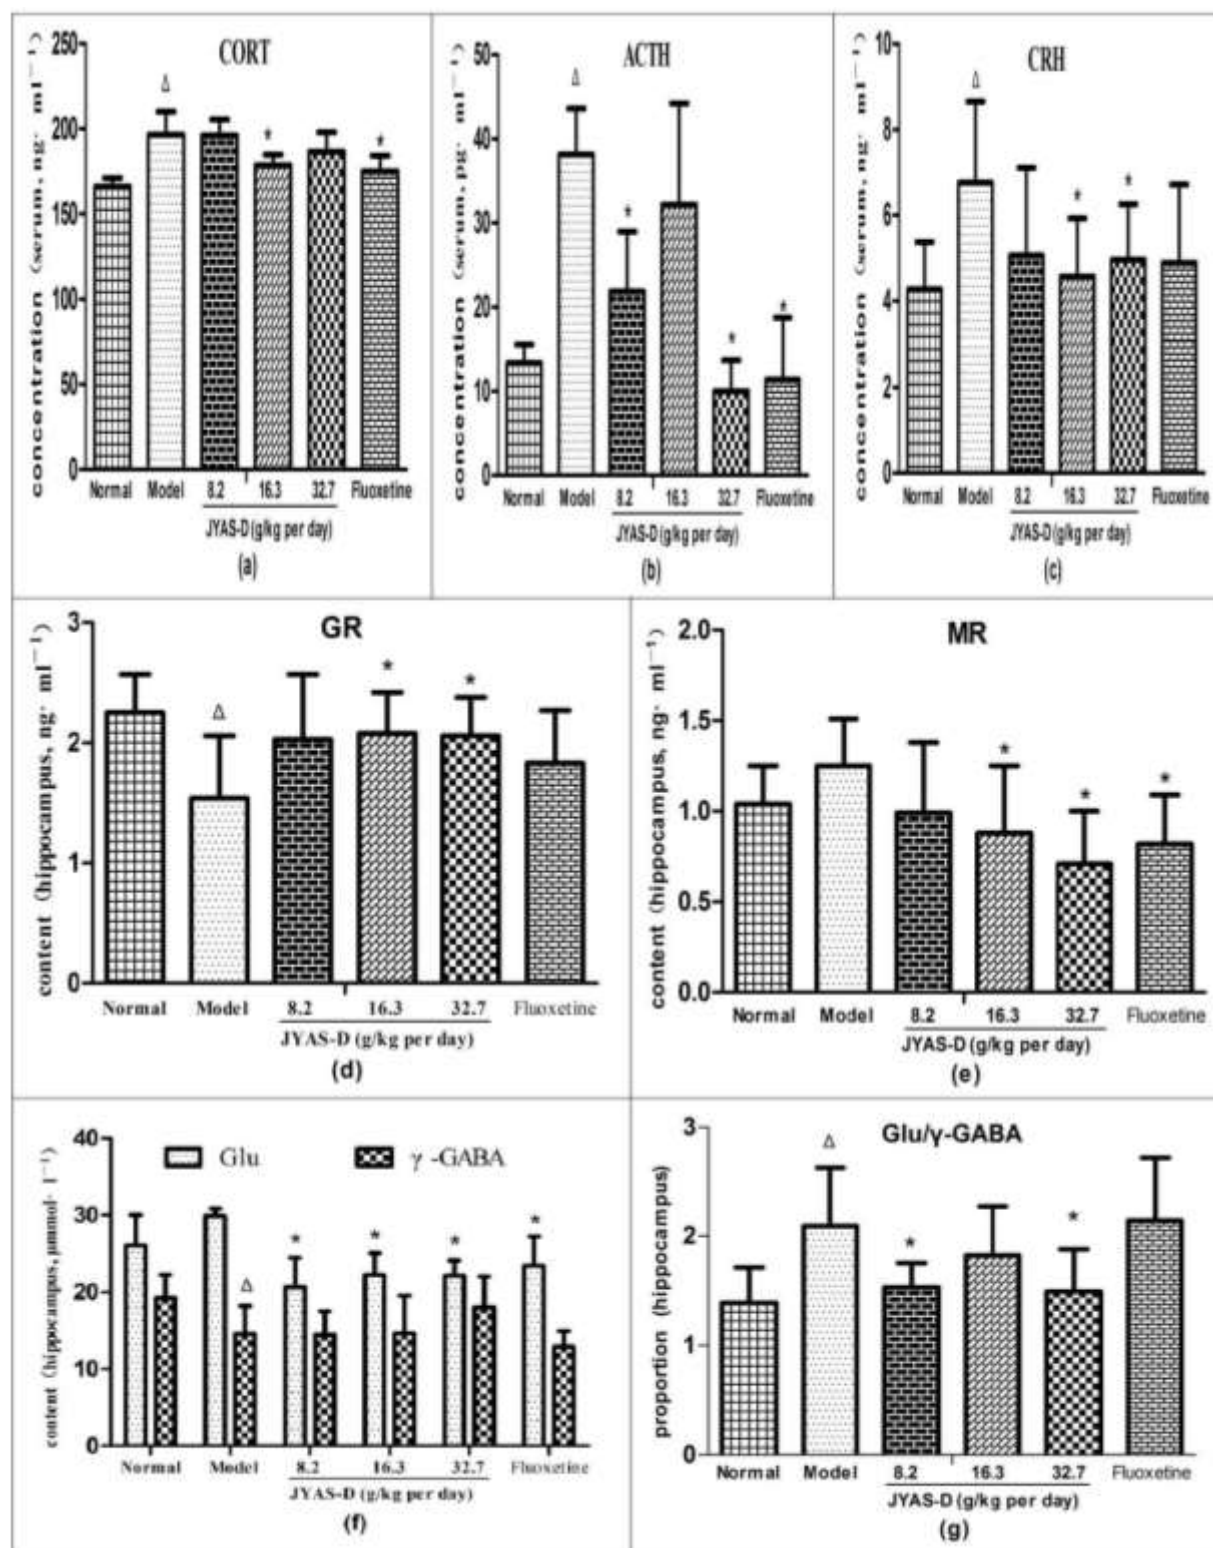 CORT
concentration (serum, ng· ml⁻¹)
250
200
150
100
50
0
Normal Model 8.2 16.3 32.7 Fluoxetine
JYAS-D (g/kg per day)
(a)
ACTH
concentration (serum, pg· ml⁻¹)
50
40
30
20
10
0
Normal Model 8.2 16.3 32.7 Fluoxetine
JYAS-D (g/kg per day)
(b)
CRH
concentration (serum, ng· ml⁻¹)
10
8
6
4
2
0
Normal Model 8.2 16.3 32.7 Fluoxetine
JYAS-D (g/kg per day)
(c)
GR
content (hippocampus, ng· ml⁻¹)
3
2
1
0
Normal Model 8.2 16.3 32.7 Fluoxetine
JYAS-D (g/kg per day)
(d)
MR
content (hippocampus, ng· ml⁻¹)
2.0
1.5
1.0
0.5
0.0
Normal Model 8.2 16.3 32.7 Fluoxetine
JYAS-D (g/kg per day)
(e)
Glu γ -GABA
content (hippocampus, μmmol· l⁻¹)
40
30
20
10
0
Normal Model 8.2 16.3 32.7 Fluoxetine
JYAS-D (g/kg per day)
(f)
Glu/γ-GABA
proportion (hippocampus)
3
2
1
0
Normal Model 8.2 16.3 32.7 Fluoxetine
JYAS-D (g/kg per day)
(g)